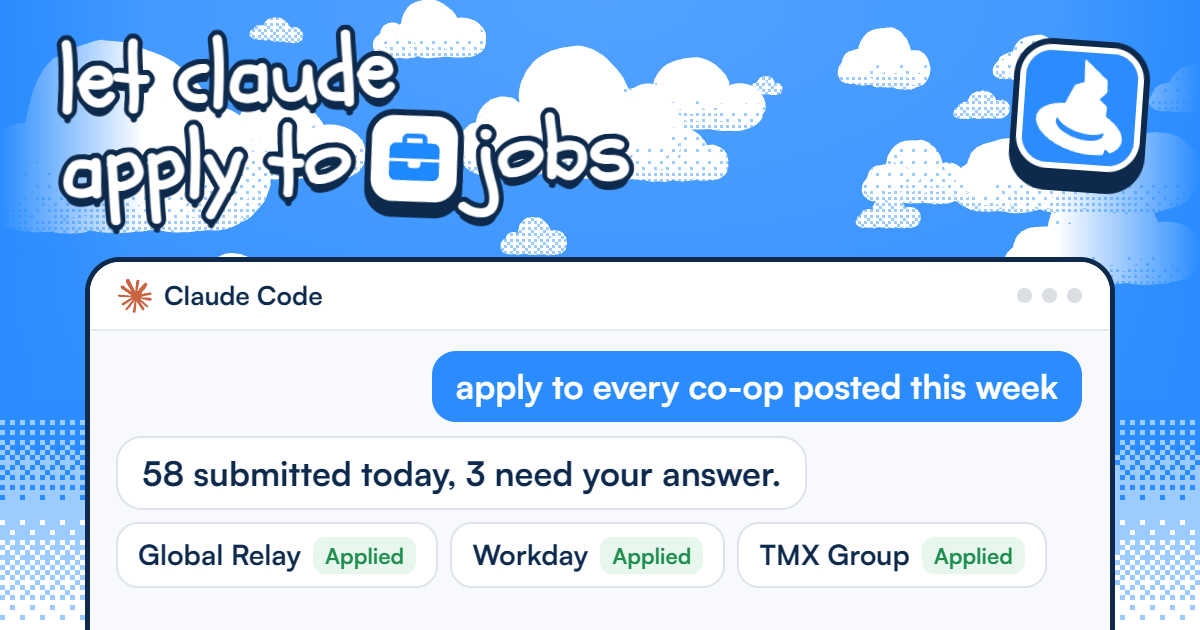 let claude
apply to jobs
Claude Code
apply to every co-op posted this week
58 submitted today, 3 need your answer.
Global Relay Applied Workday Applied TMX Group Applied